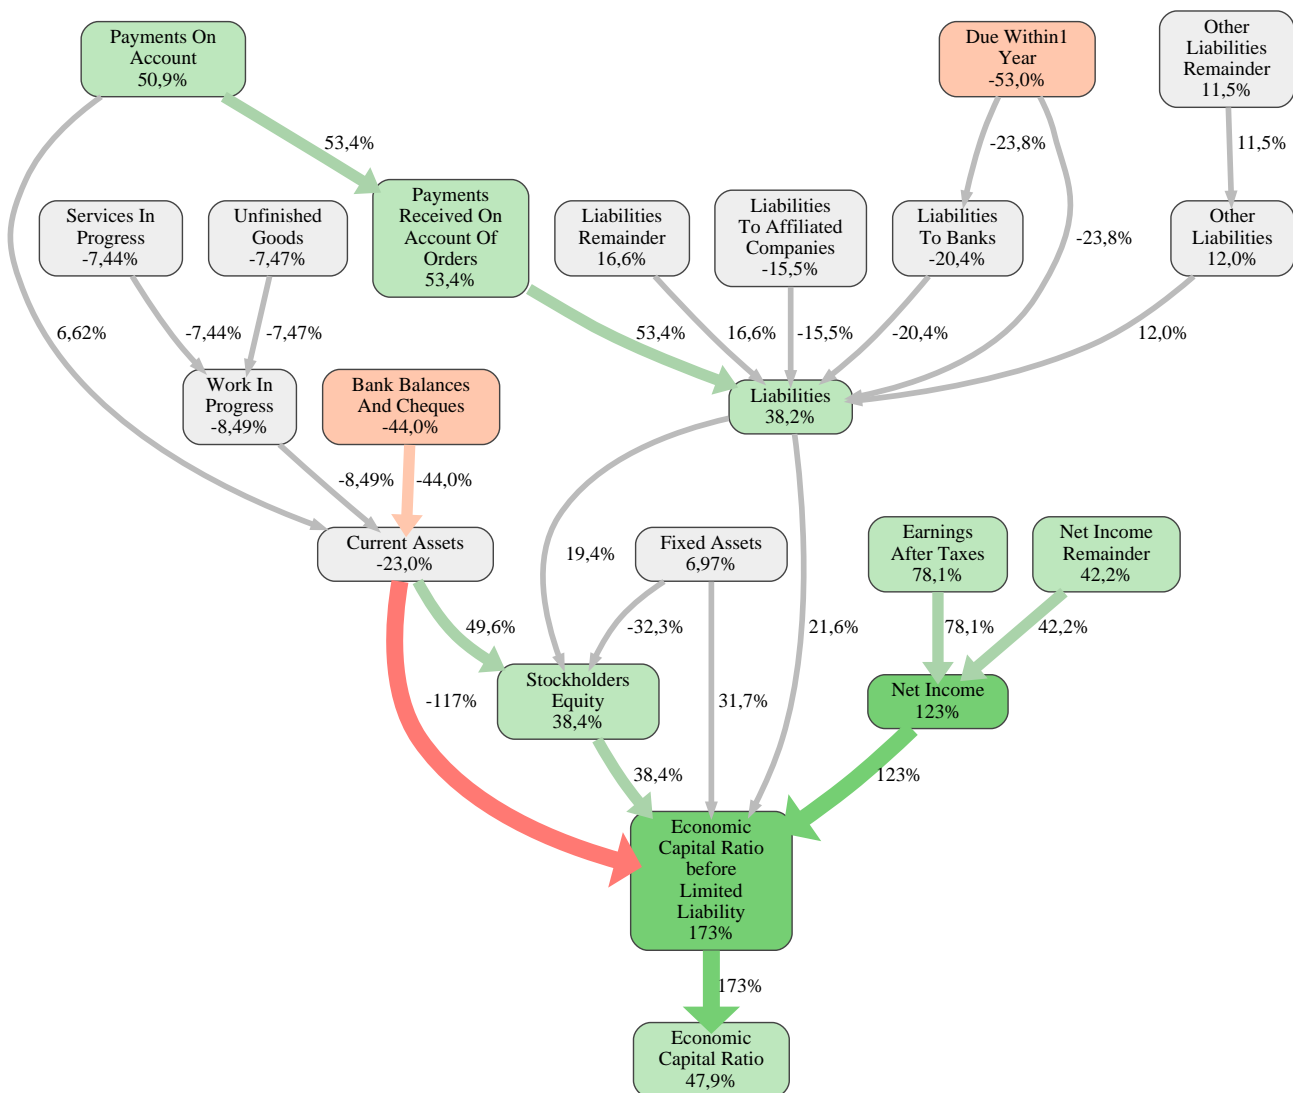 Payments On
Account
50,9%
Due Within1
Year
-53,0%
Other
Liabilities
Remainder
11,5%
53,4%
-23,8%
11,5%
Services In
Progress
-7,44%
Unfinished
Goods
-7,47%
Payments
Received On
Account Of
Orders
53,4%
Liabilities
Remainder
16,6%
Liabilities
To Affiliated
Companies
-15,5%
Liabilities
To Banks
-20,4%
-23,8%
Other
Liabilities
12,0%
6,62%
-7,44%
-7,47%
53,4%
16,6%
-15,5%
-20,4%
12,0%
Work In
Progress
-8,49%
Bank Balances
And Cheques
-44,0%
Liabilities
38,2%
-8,49%
-44,0%
Current Assets
-23,0%
19,4%
Fixed Assets
6,97%
Earnings
After Taxes
78,1%
Net Income
Remainder
42,2%
49,6%
-32,3%
21,6%
78,1%
42,2%
-117%
Stockholders
Equity
38,4%
31,7%
Net Income
123%
38,4%
123%
Economic
Capital Ratio
before
Limited
Liability
173%
173%
Economic
Capital Ratio
47,9%